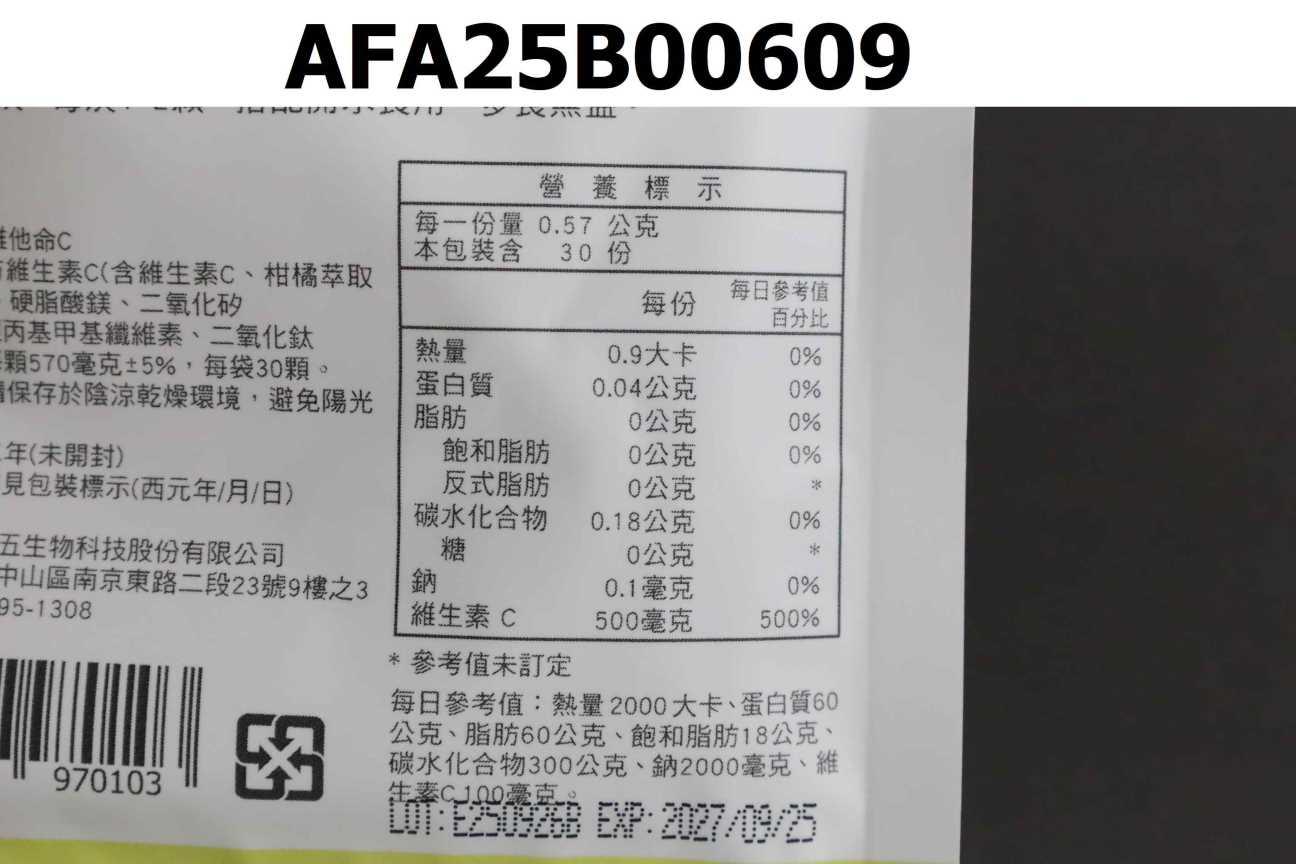 AFA25B00609
營養標示
每一份量 0.57 公克
本包裝含 30 份
每份 每日參考值百分比
熱量 0.9大卡 0%
蛋白質 0.04公克 0%
脂肪 0公克 0%
飽和脂肪 0公克 0%
反式脂肪 0公克 *
碳水化合物 0.18公克 0%
糖 0公克 *
鈉 0.1毫克 0%
維生素 C 500毫克 500%
* 參考值未訂定
每日參考值：熱量 2000 大卡、蛋白質60
公克、脂肪60公克、飽和脂肪18公克、
碳水化合物300公克、鈉2000毫克、維
生素C 100毫克。
LOT: E250926B EXP: 2027/09/25
他命C
維生素C(含維生素C、柑橘萃取
硬脂酸鎂、二氧化矽
丙基甲基纖維素、二氧化鈦
顆570毫克±5%，每袋30顆。
保存於陰涼乾燥環境，避免陽光
年(未開封)
見包裝標示(西元年/月/日)
五生物科技股份有限公司
中山區南京東路二段23號9樓之3
95-1308
970103